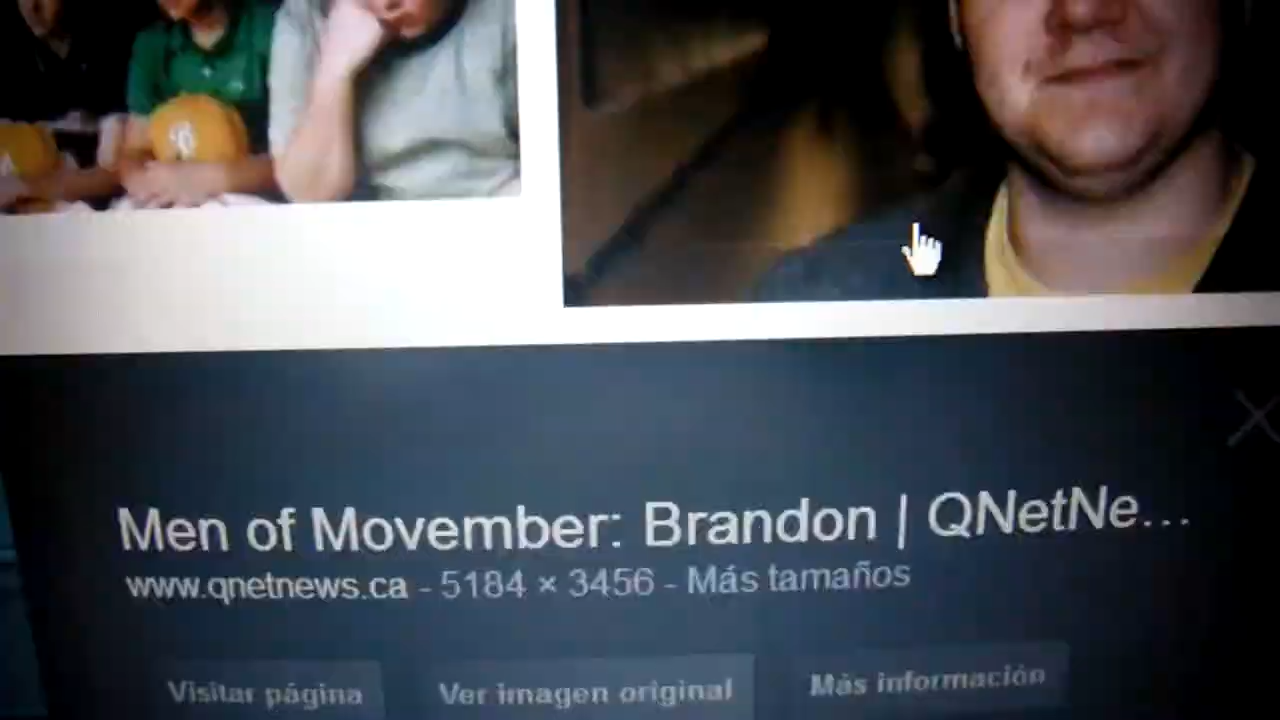 Men of Movember: Brandon | QNetNe...
www.qnetnews.ca - 5184 × 3456 - Más tamaños
Visitar página
Ver imagen original
Más información